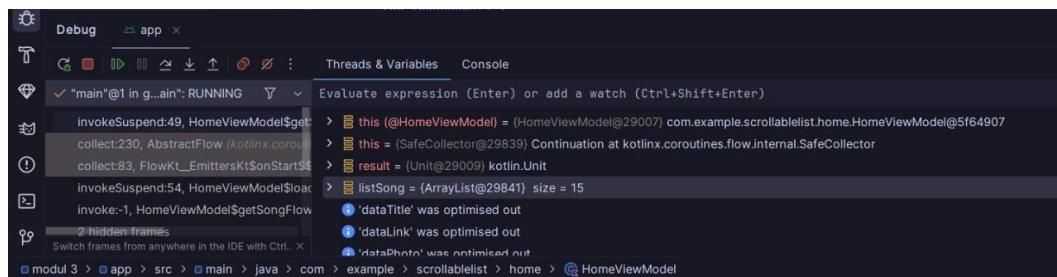 Debug app
Threads & Variables Console
"main"@1 in g...ain": RUNNING
Evaluate expression (Enter) or add a watch (Ctrl+Shift+Enter)
invokeSuspend:49, HomeViewModel$get
collect:230, AbstractFlow (kotlinx.corout
collect:83, FlowKt__EmittersKt$onStart$$
invokeSuspend:54, HomeViewModel$load
invoke:-1, HomeViewModel$getSongFlow
2 hidden frames
Switch frames from anywhere in the IDE with Ctrl..
this (@HomeViewModel) = {HomeViewModel@29007} com.example.scrollablelist.home.HomeViewModel@5f64907
this = {SafeCollector@29839} Continuation at kotlinx.coroutines.flow.internal.SafeCollector
result = {Unit@29009} kotlin.Unit
listSong = {ArrayList@29841} size = 15
'dataTitle' was optimised out
'dataLink' was optimised out
'dataPhoto' was optimised out
modul 3 > app > src > main > java > com > example > scrollablelist > home > HomeViewModel